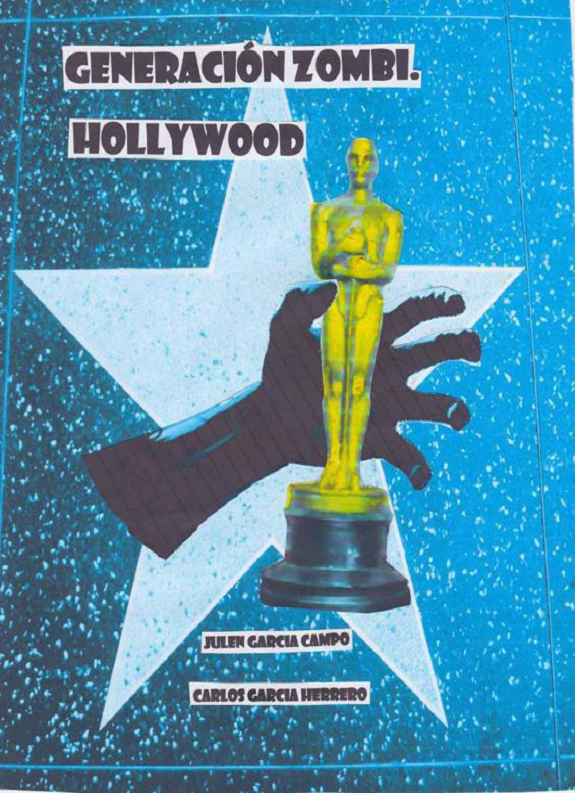 GENERACIÓN ZOMBI.
HOLLYWOOD
JULEN GARCIA CAMPO
CARLOS GARCIA HERRERO